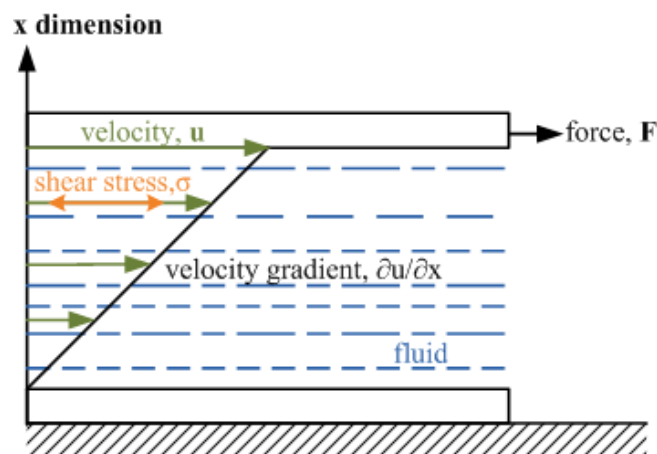 x dimension
velocity, u
force, F
shear stress,σ
velocity gradient, ∂u/∂x
fluid